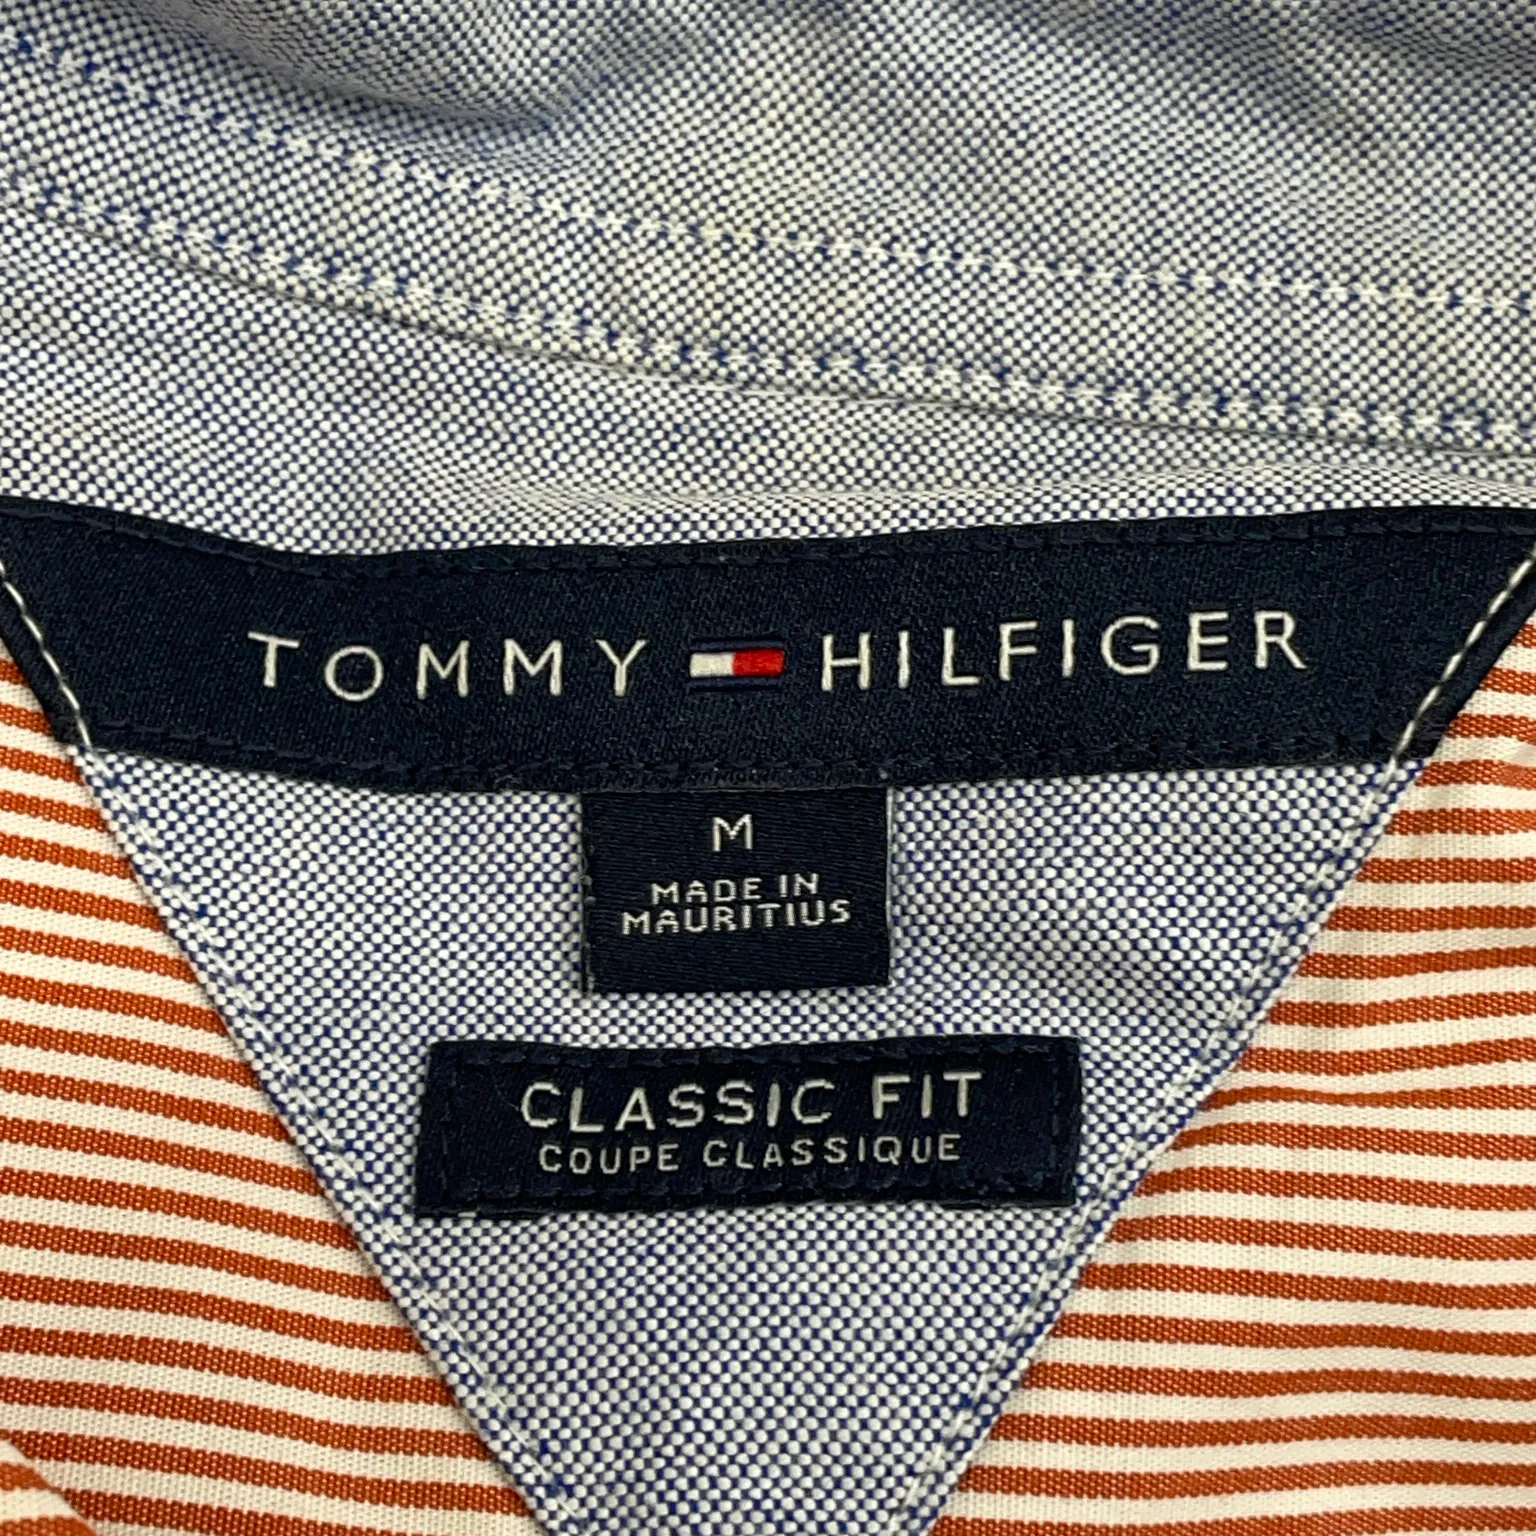 TOMMY HILFIGER
M
MADE IN
MAURITIUS
CLASSIC FIT
COUPE CLASSIQUE